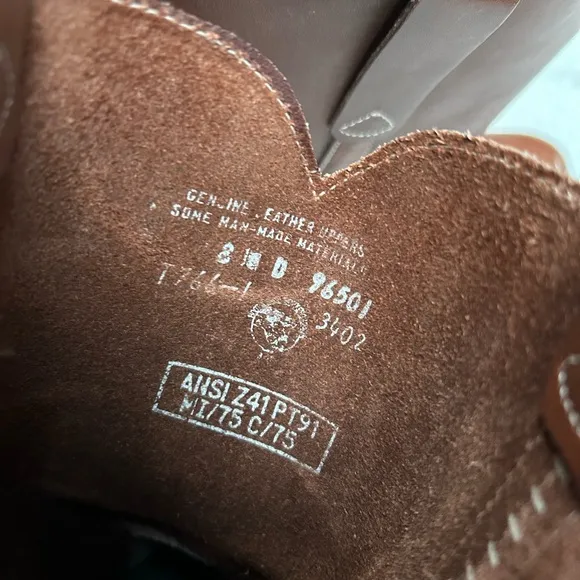 GENUINE LEATHER UPPERS
SOME MAN-MADE MATERIALS
8 D 96501
3402
ANSI Z41 PT91
MI/75 C/75